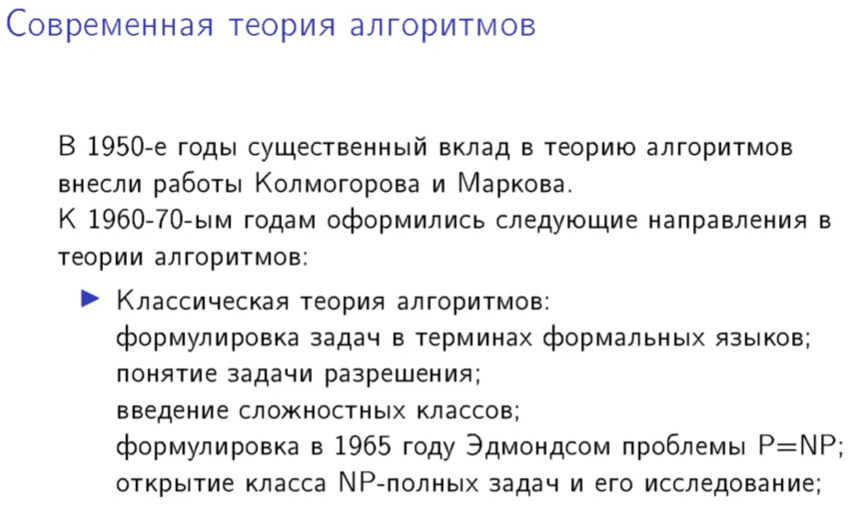 Современная теория алгоритмов
В 1950-е годы существенный вклад в теорию алгоритмов
внесли работы Колмогорова и Маркова.
К 1960-70-ым годам оформились следующие направления в
теории алгоритмов:
▶ Классическая теория алгоритмов:
формулировка задач в терминах формальных языков;
понятие задачи разрешения;
введение сложностных классов;
формулировка в 1965 году Эдмондсом проблемы P=NP;
открытие класса NP-полных задач и его исследование;